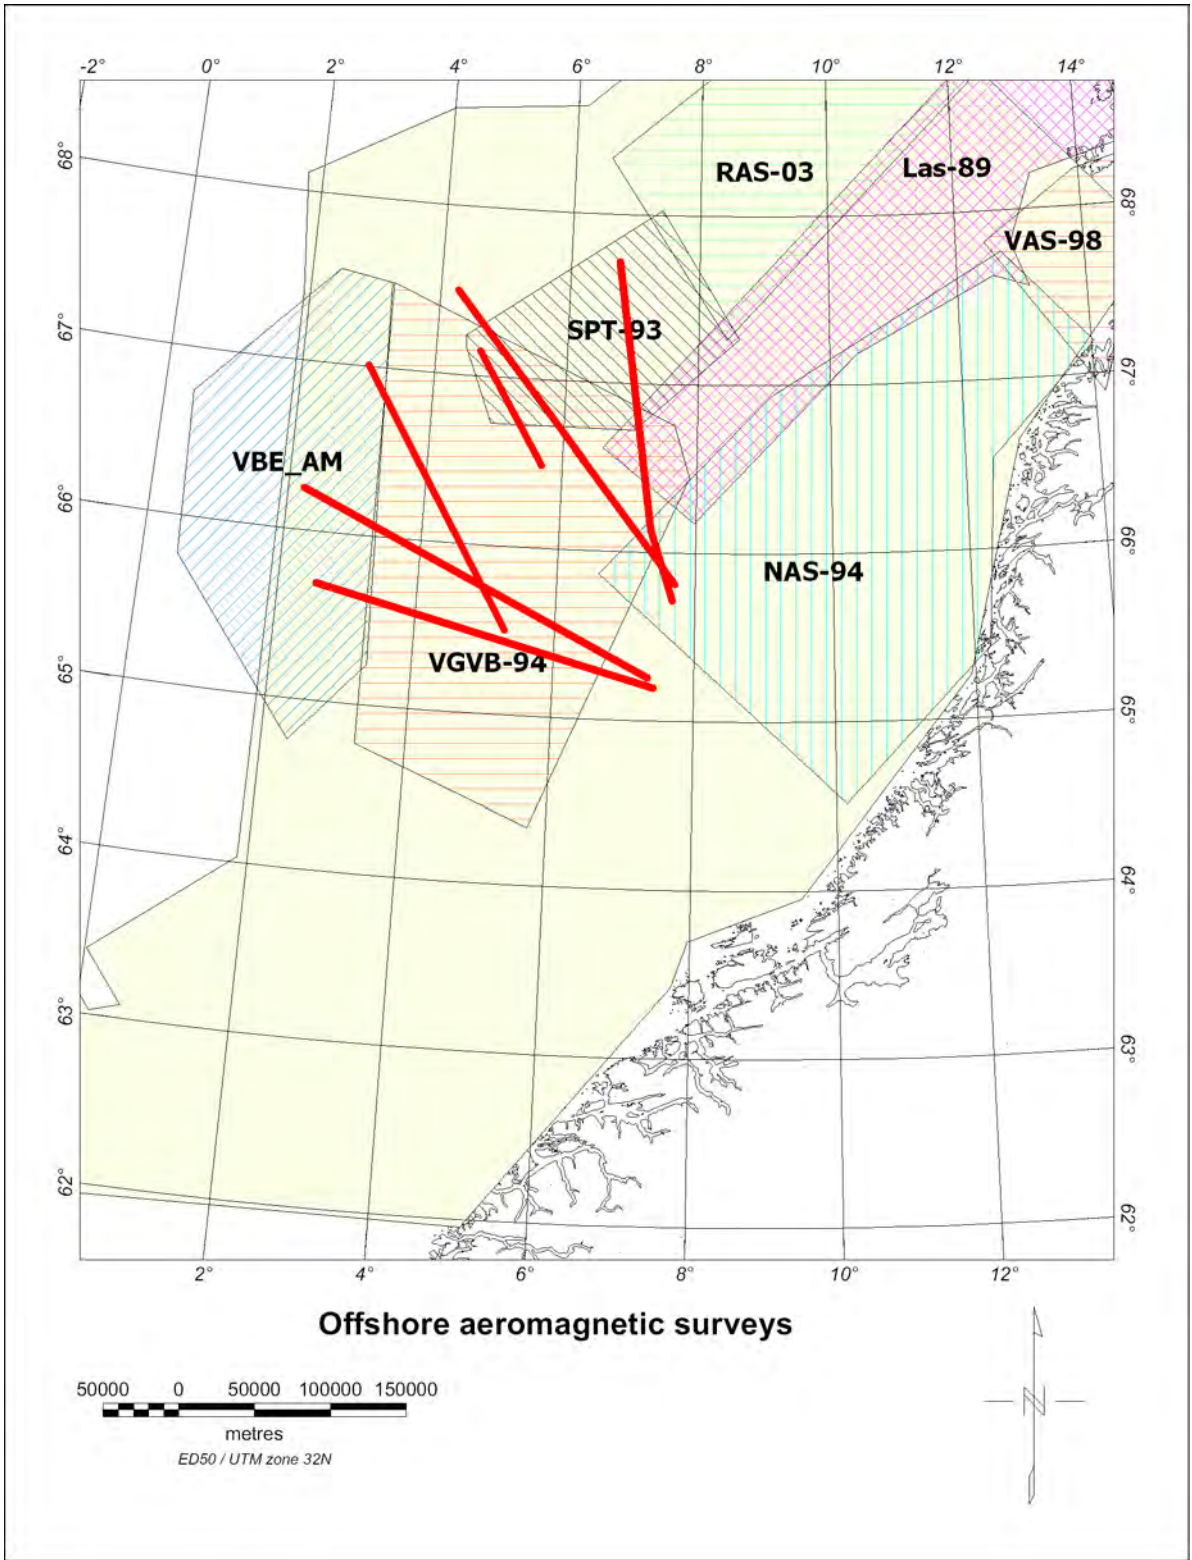 -2° 0° 2° 4° 6° 8° 10° 12° 14°
68°
RAS-03
Las-89
68°
VAS-98
67°
SPT-93
67°
VBE_AM
66°
66°
NAS-94
65°
VGVB-94
65°
64°
64°
63°
63°
62°
62°
2° 4° 6° 8° 10° 12°
Offshore aeromagnetic surveys
50000 0 50000 100000 150000
metres
ED50 / UTM zone 32N
N